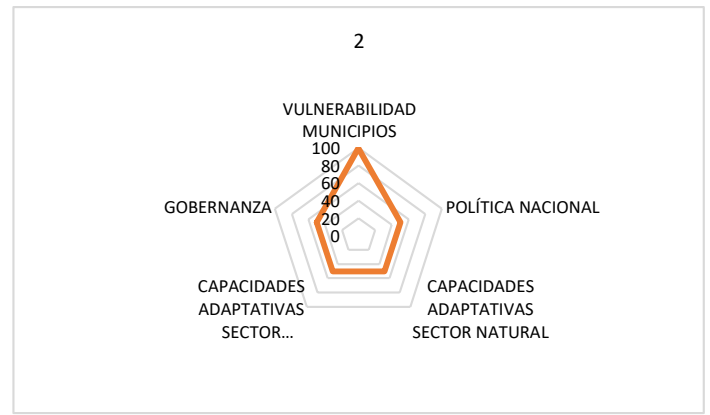 2
VULNERABILIDAD
MUNICIPIOS
100
80
60
40
20
0
POLÍTICA NACIONAL
CAPACIDADES
ADAPTATIVAS
SECTOR NATURAL
CAPACIDADES
ADAPTATIVAS
SECTOR...
GOBERNANZA